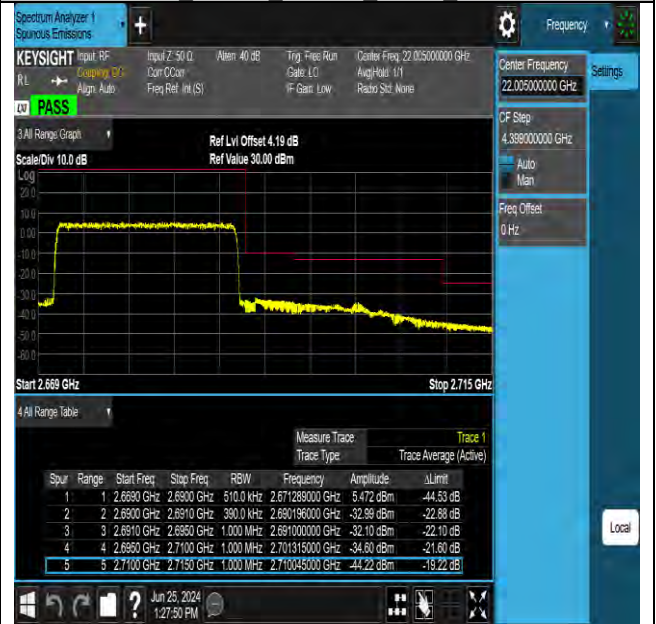 Spectrum Analyzer 1
Spurious Emissions
+
Frequency
KEYSIGHT Input: RF Input Z: 50 Ω Atten: 40 dB Trig: Free Run Center Freq: 22.005000000 GHz
RL Coupling: DC Corr CCorr Gate: LO Avg|Hold: 1/1
Align: Auto Freq Ref: Int (S) IF Gain: Low Radio Std: None
LXI PASS
3 All Range Graph
Ref Lvl Offset 4.19 dB
Scale/Div 10.0 dB Ref Value 30.00 dBm
Log
20.0
10.0
0.00
-10.0
-20.0
-30.0
-40.0
-50.0
-60.0
Start 2.669 GHz Stop 2.715 GHz
4 All Range Table
Measure Trace Trace 1
Trace Type Trace Average (Active)
Spur Range Start Freq Stop Freq RBW Frequency Amplitude ΔLimit
1 1 2.6690 GHz 2.6900 GHz 510.0 kHz 2.671289000 GHz 5.472 dBm -44.53 dB
2 2 2.6900 GHz 2.6910 GHz 390.0 kHz 2.690196000 GHz -32.99 dBm -22.88 dB
3 3 2.6910 GHz 2.6950 GHz 1.000 MHz 2.691000000 GHz -32.10 dBm -22.10 dB
4 4 2.6950 GHz 2.7100 GHz 1.000 MHz 2.701315000 GHz -34.60 dBm -21.60 dB
5 5 2.7100 GHz 2.7150 GHz 1.000 MHz 2.710045000 GHz -44.22 dBm -19.22 dB
Center Frequency
22.005000000 GHz
Settings
CF Step
4.399000000 GHz
Auto
Man
Freq Offset
0 Hz
Local
?
Jun 25, 2024
1:27:50 PM